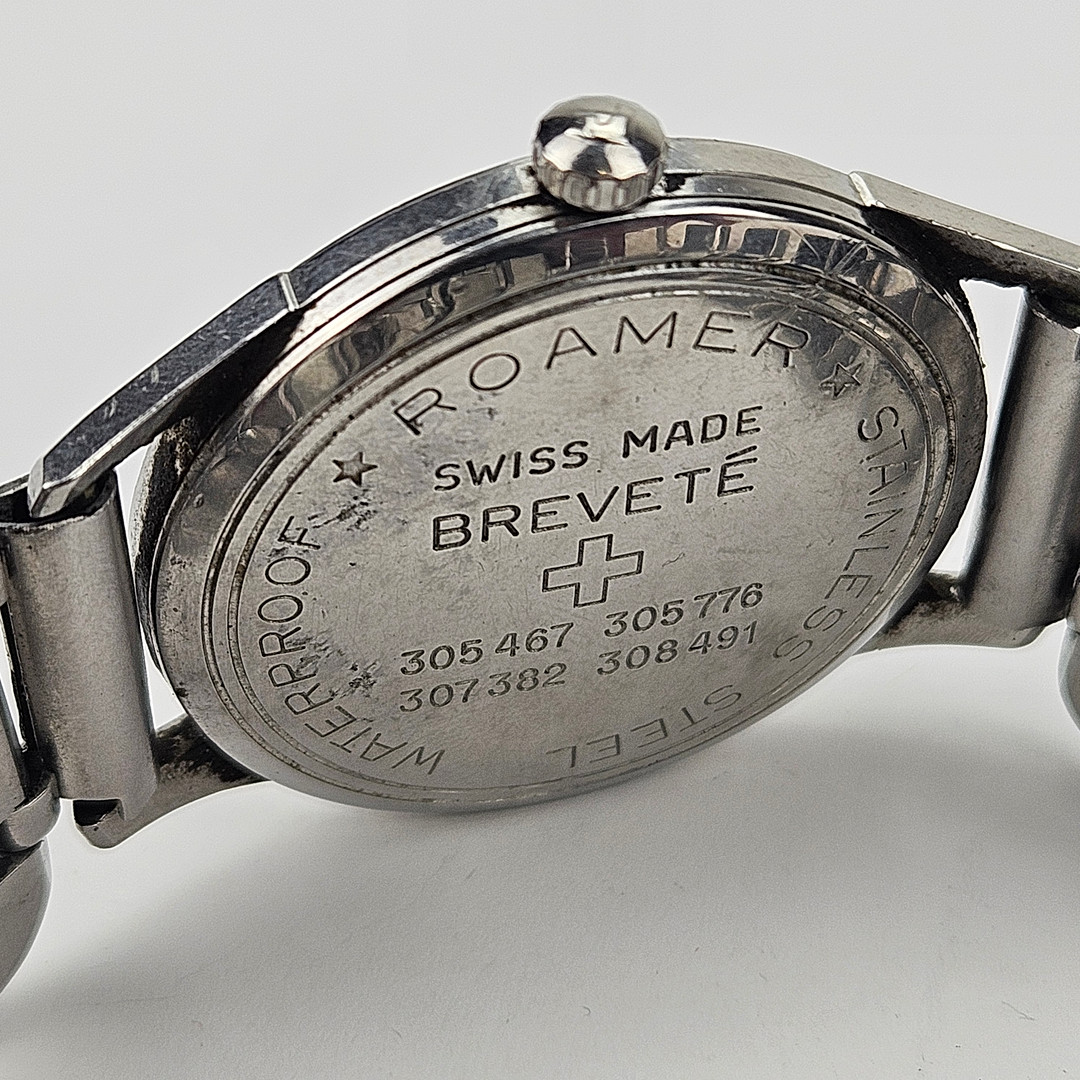 ROAMER
STAINLESS STEEL
WATERPROOF
SWISS MADE
BREVETÉ
305467 305776
307382 308491